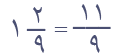 ۱ ۲/۹ = ۱۱/۹